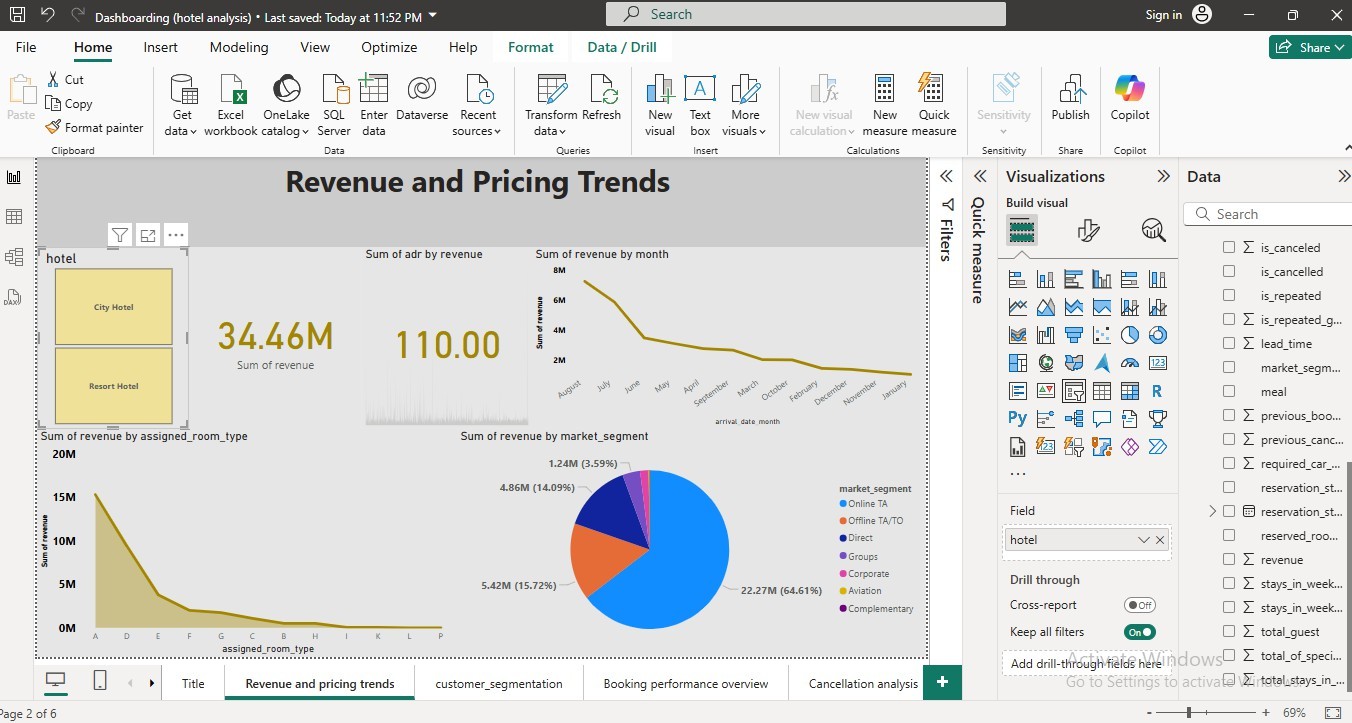 Dashboarding (hotel analysis) • Last saved: Today at 11:52 PM
Search
Sign in
File Home Insert Modeling View Optimize Help Format Data / Drill
Share
Paste
Cut
Copy
Format painter
Clipboard
Get data
Excel workbook
OneLake catalog
SQL Server
Enter data
Dataverse
Recent sources
Data
Transform data
Refresh
Queries
New visual
Text box
More visuals
Insert
New visual calculation
New measure
Quick measure
Calculations
Sensitivity
Sensitivity
Publish
Share
Copilot
Copilot
Revenue and Pricing Trends
hotel
City Hotel
Resort Hotel
34.46M
Sum of revenue
Sum of adr by revenue
110.00
Sum of revenue by month
Sum of revenue
8M
6M
4M
2M
August July June May April September March October February December November January
arrival_date_month
Sum of revenue by assigned_room_type
Sum of revenue
20M
15M
10M
5M
0M
A D E F G C B H I K L P
assigned_room_type
Sum of revenue by market_segment
1.24M (3.59%)
4.86M (14.09%)
5.42M (15.72%)
22.27M (64.61%)
market_segment
Online TA
Offline TA/TO
Direct
Groups
Corporate
Aviation
Complementary
Filters
Quick measure
Visualizations
Build visual
123
R
Py
123
Field
hotel
Drill through
Cross-report
Off
Keep all filters
On
Add drill-through fields here
Data
Search
is_canceled
is_cancelled
is_repeated
is_repeated_g...
lead_time
market_segm...
meal
previous_boo...
previous_canc...
required_car_...
reservation_st...
reservation_st...
reserved_roo...
revenue
stays_in_week...
stays_in_week...
total_guest
total_of_speci...
total_stays_in_...
Activate Windows
Go to Settings to activate Windows.
DAX
Title
Revenue and pricing trends
customer_segmentation
Booking performance overview
Cancellation analysis
+
Page 2 of 6
- + 69%